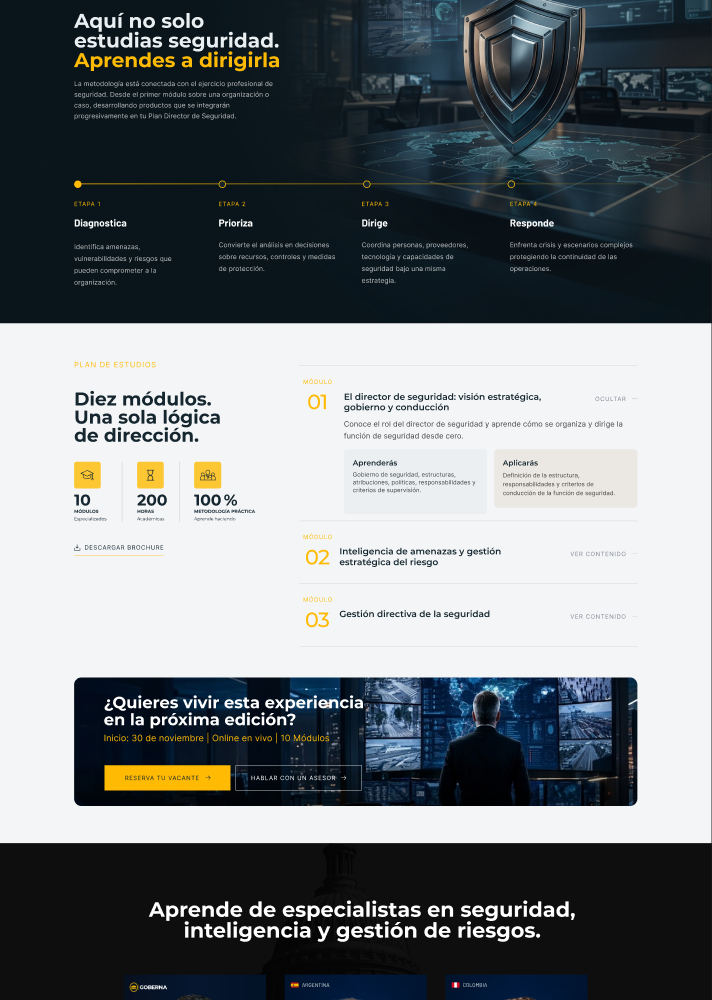 Aquí no solo
estudias seguridad.
Aprendes a dirigirla
La metodología está conectada con el ejercicio profesional de
seguridad. Desde el primer módulo sobre una organización o
caso, desarrollando productos que se integrarán
progresivamente en tu Plan Director de Seguridad.
ETAPA 1
Diagnostica
Identifica amenazas,
vulnerabilidades y riesgos que
pueden comprometer a la
organización.
ETAPA 2
Prioriza
Convierte el análisis en decisiones
sobre recursos, controles y medidas
de protección.
ETAPA 3
Dirige
Coordina personas, proveedores,
tecnología y capacidades de
seguridad bajo una misma
estrategia.
ETAPA 4
Responde
Enfrenta crisis y escenarios complejos
protegiendo la continuidad de las
operaciones.
PLAN DE ESTUDIOS
Diez módulos.
Una sola lógica
de dirección.
10
MÓDULOS
Especializados
200
HORAS
Académicas
100 %
METODOLOGÍA PRÁCTICA
Aprende haciendo
DESCARGAR BROCHURE
MÓDULO
01
El director de seguridad: visión estratégica,
gobierno y conducción
OCULTAR
Conoce el rol del director de seguridad y aprende cómo se organiza y dirige la
función de seguridad desde cero.
Aprenderás
Gobierno de seguridad, estructuras,
atribuciones, políticas, responsabilidades y
criterios de supervisión.
Aplicarás
Definición de la estructura,
responsabilidades y criterios de
conducción de la función de seguridad.
MÓDULO
02
Inteligencia de amenazas y gestión
estratégica del riesgo
VER CONTENIDO
MÓDULO
03
Gestión directiva de la seguridad
VER CONTENIDO
¿Quieres vivir esta experiencia
en la próxima edición?
Inicio: 30 de noviembre | Online en vivo | 10 Módulos
RESERVA TU VACANTE →
HABLAR CON UN ASESOR →
Aprende de especialistas en seguridad,
inteligencia y gestión de riesgos.
GOBERNA
ARGENTINA
COLOMBIA